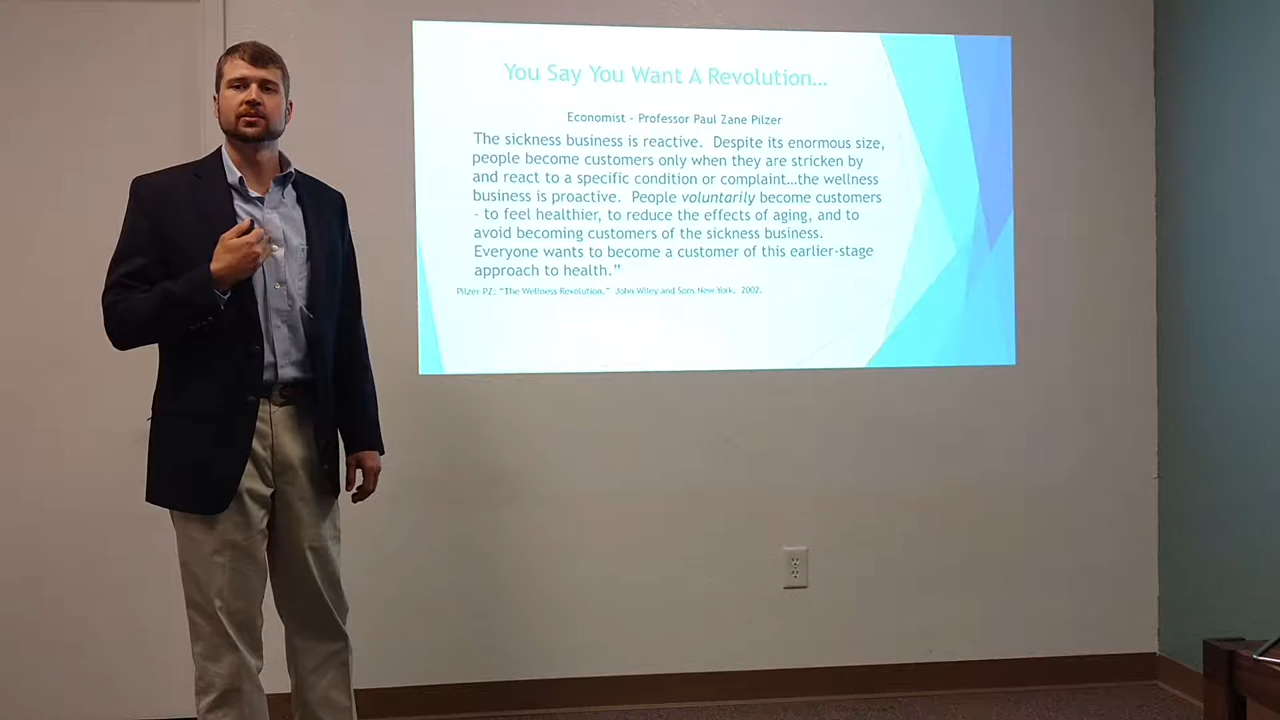 You Say You Want A Revolution...
Economist - Professor Paul Zane Pilzer
The sickness business is reactive. Despite its enormous size,
people become customers only when they are stricken by
and react to a specific condition or complaint...the wellness
business is proactive. People voluntarily become customers
- to feel healthier, to reduce the effects of aging, and to
avoid becoming customers of the sickness business.
Everyone wants to become a customer of this earlier-stage
approach to health.”
Pilzer PZ; “The Wellness Revolution.” John Wiley and Sons New York. 2002.